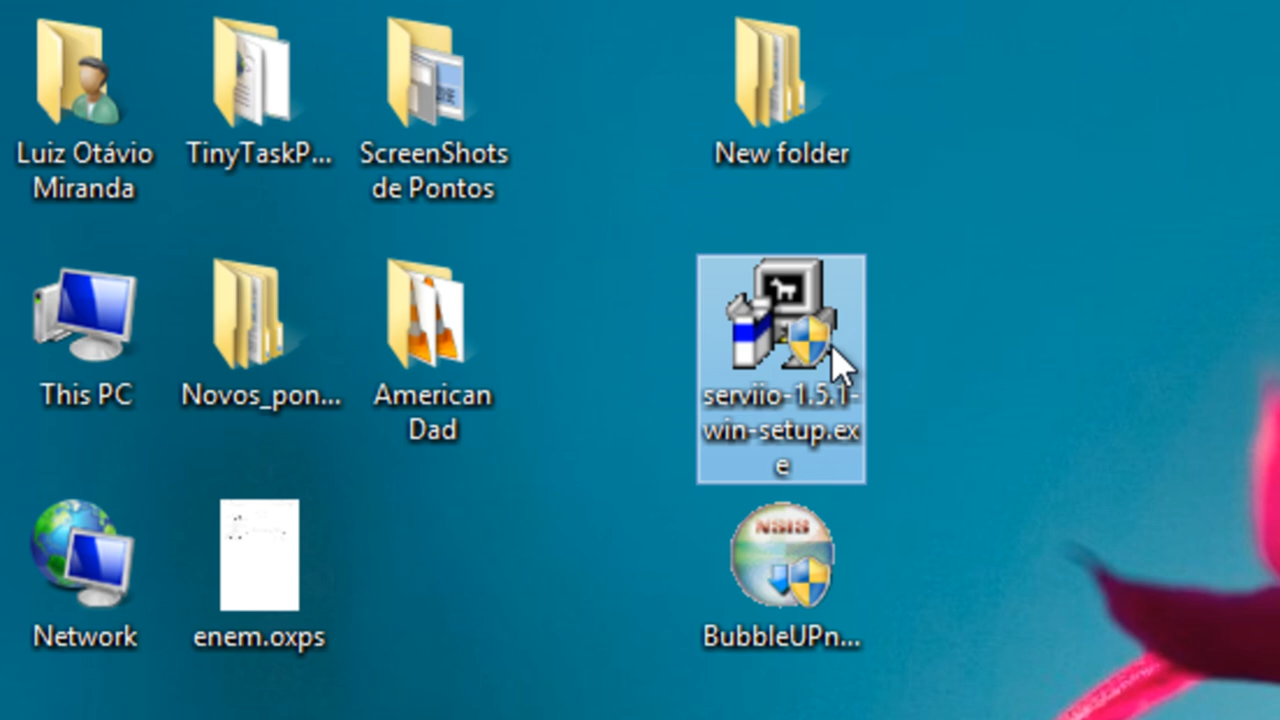 Luiz Otávio
Miranda
TinyTaskP...
ScreenShots
de Pontos
New folder
This PC
Novos_pon...
American
Dad
serviio-1.5.1-
win-setup.ex
e
Network
enem.oxps
NSIS
BubbleUPn...